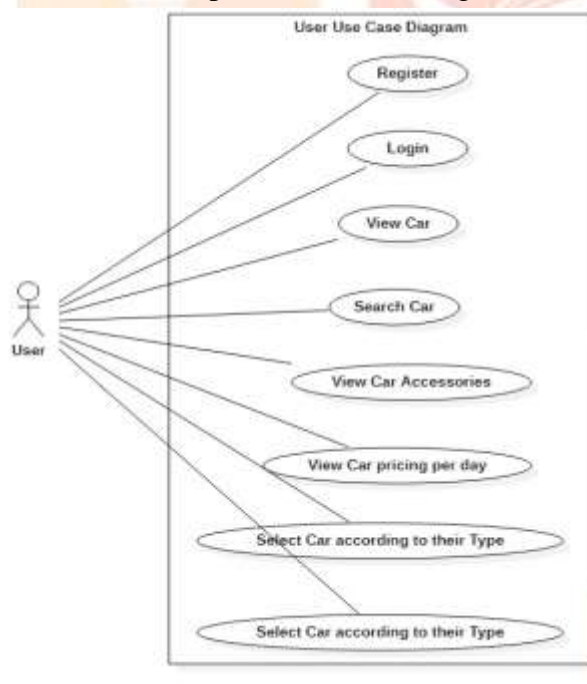 User Use Case Diagram
Register
Login
View Car
Search Car
User
View Car Accessories
View Car pricing per day
Select Car according to their Type
Select Car according to their Type